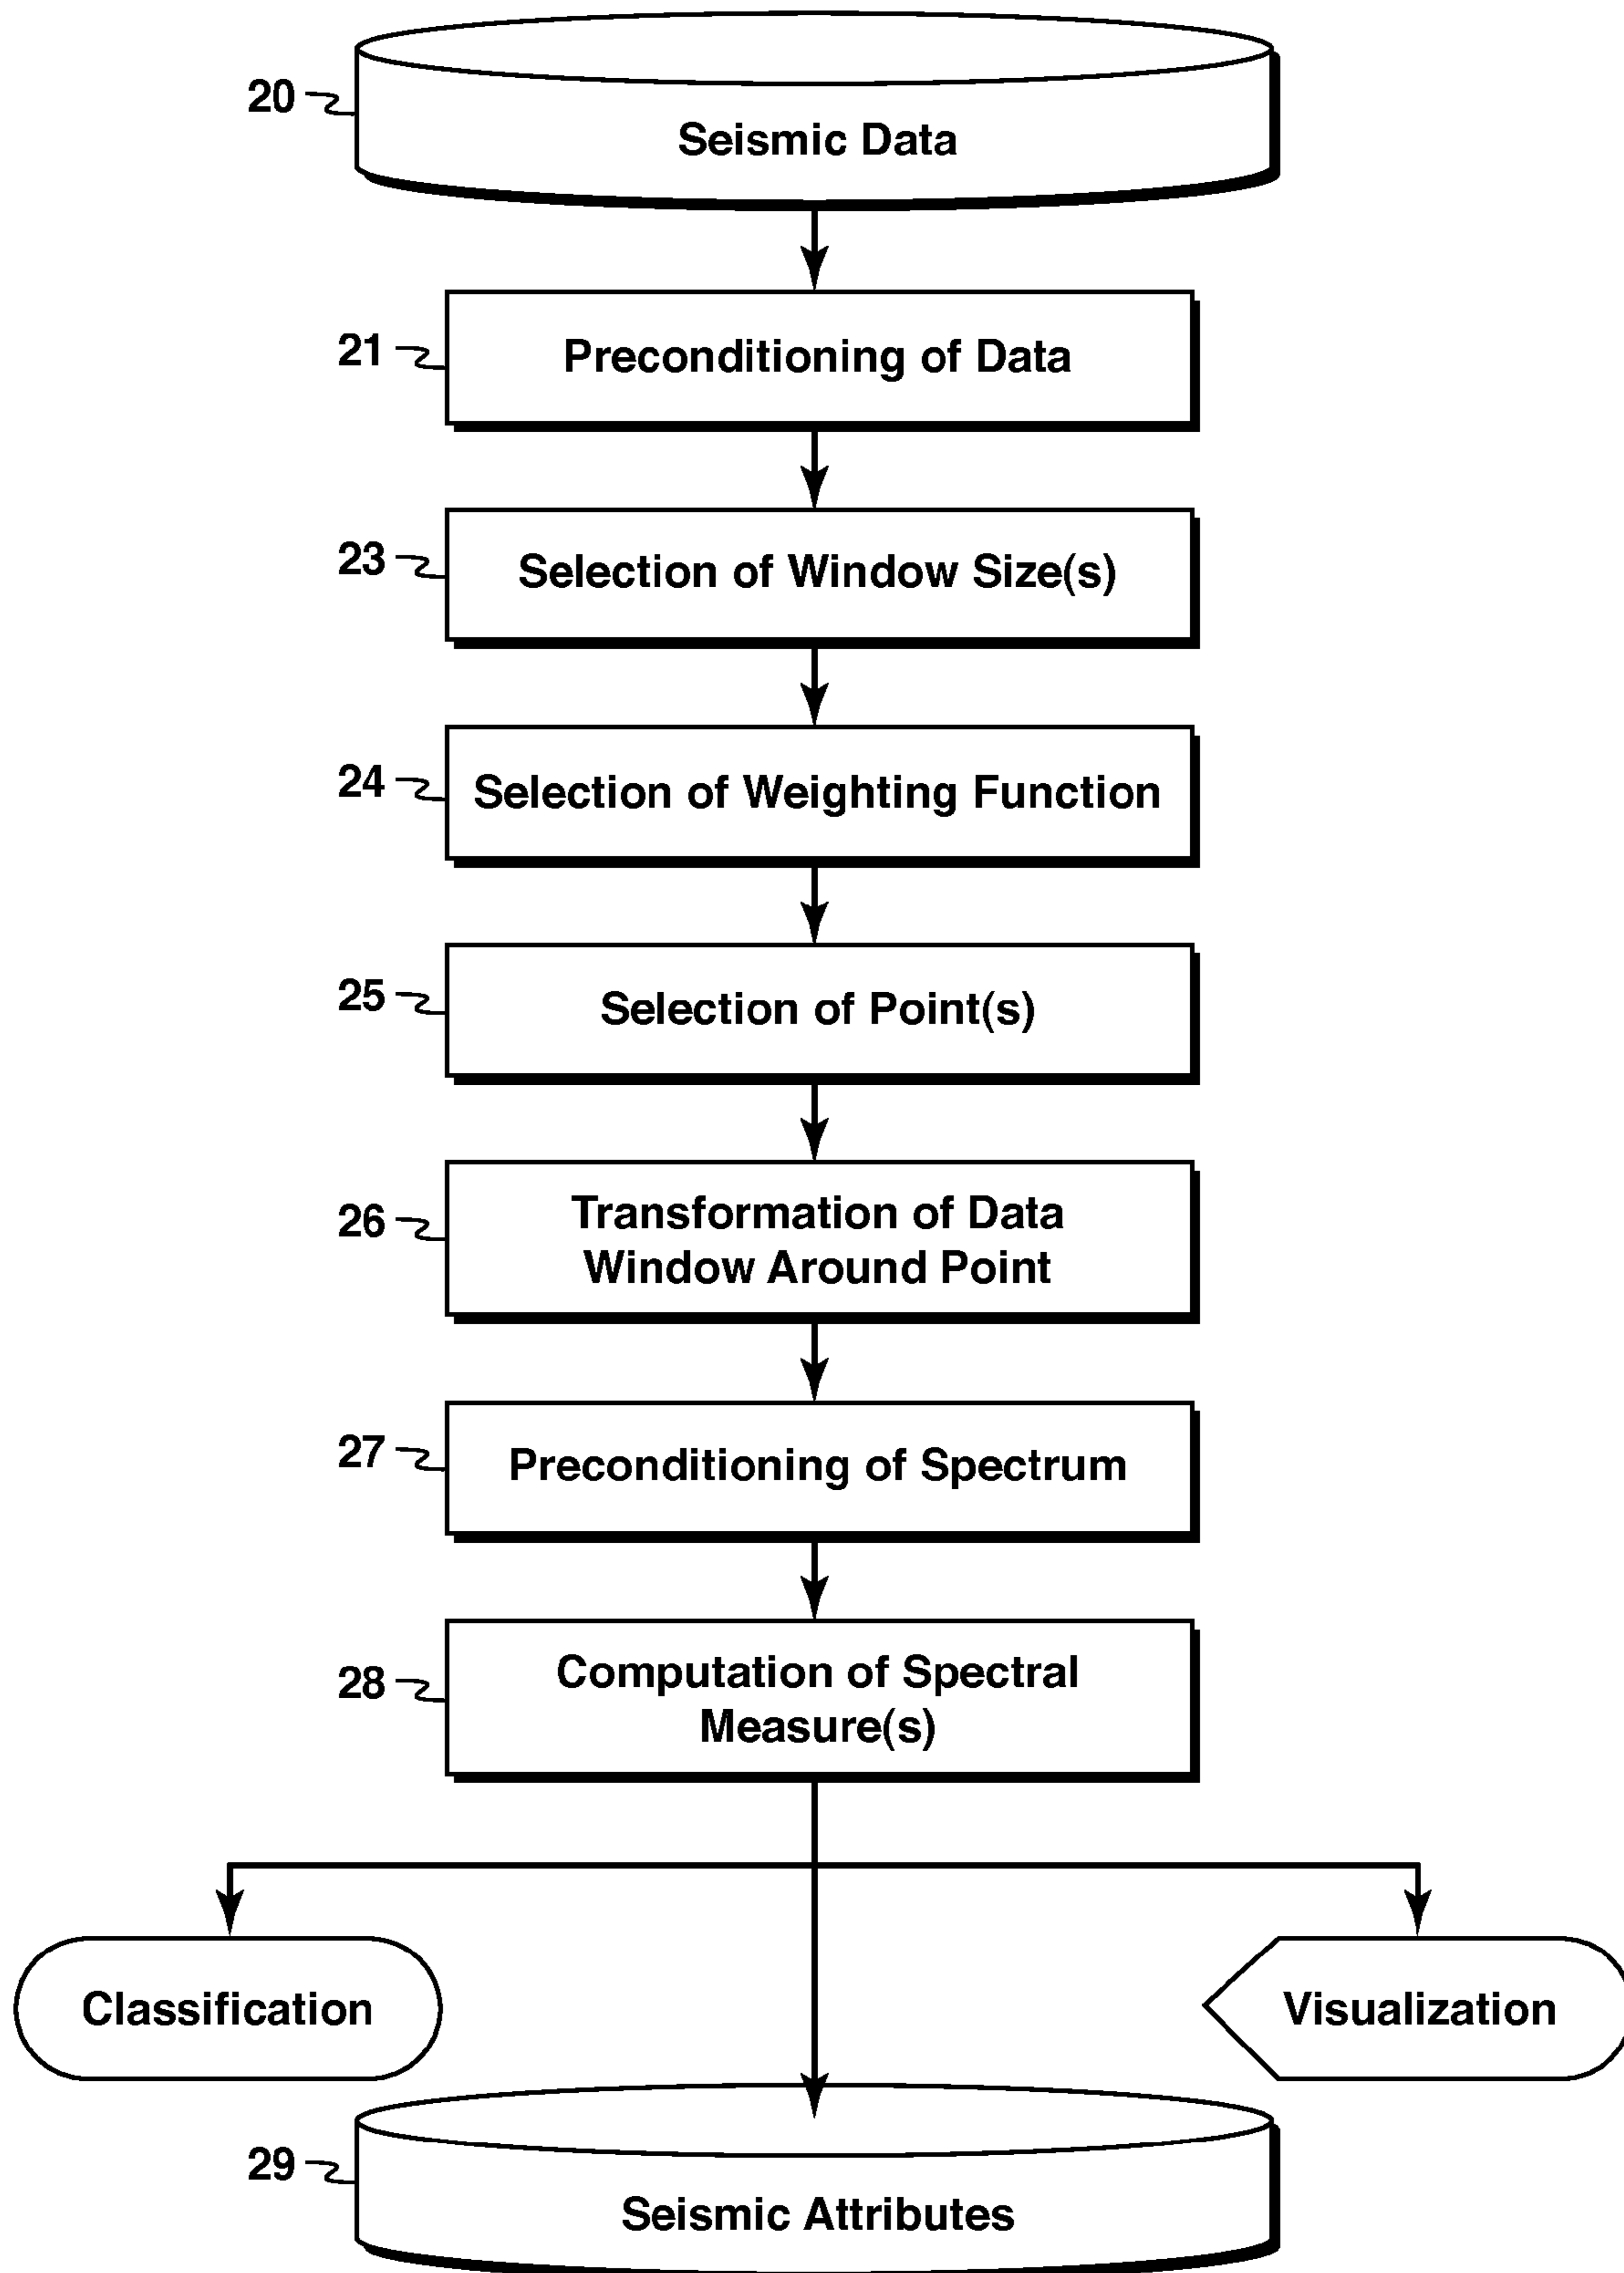 20
Seismic Data
21
Preconditioning of Data
23
Selection of Window Size(s)
24
Selection of Weighting Function
25
Selection of Point(s)
26
Transformation of Data
Window Around Point
27
Preconditioning of Spectrum
28
Computation of Spectral
Measure(s)
Classification
Visualization
29
Seismic Attributes